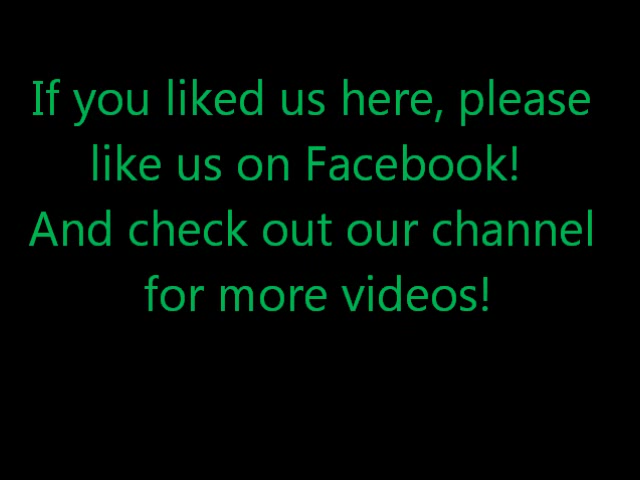 If you liked us here, please
like us on Facebook!
And check out our channel
for more videos!